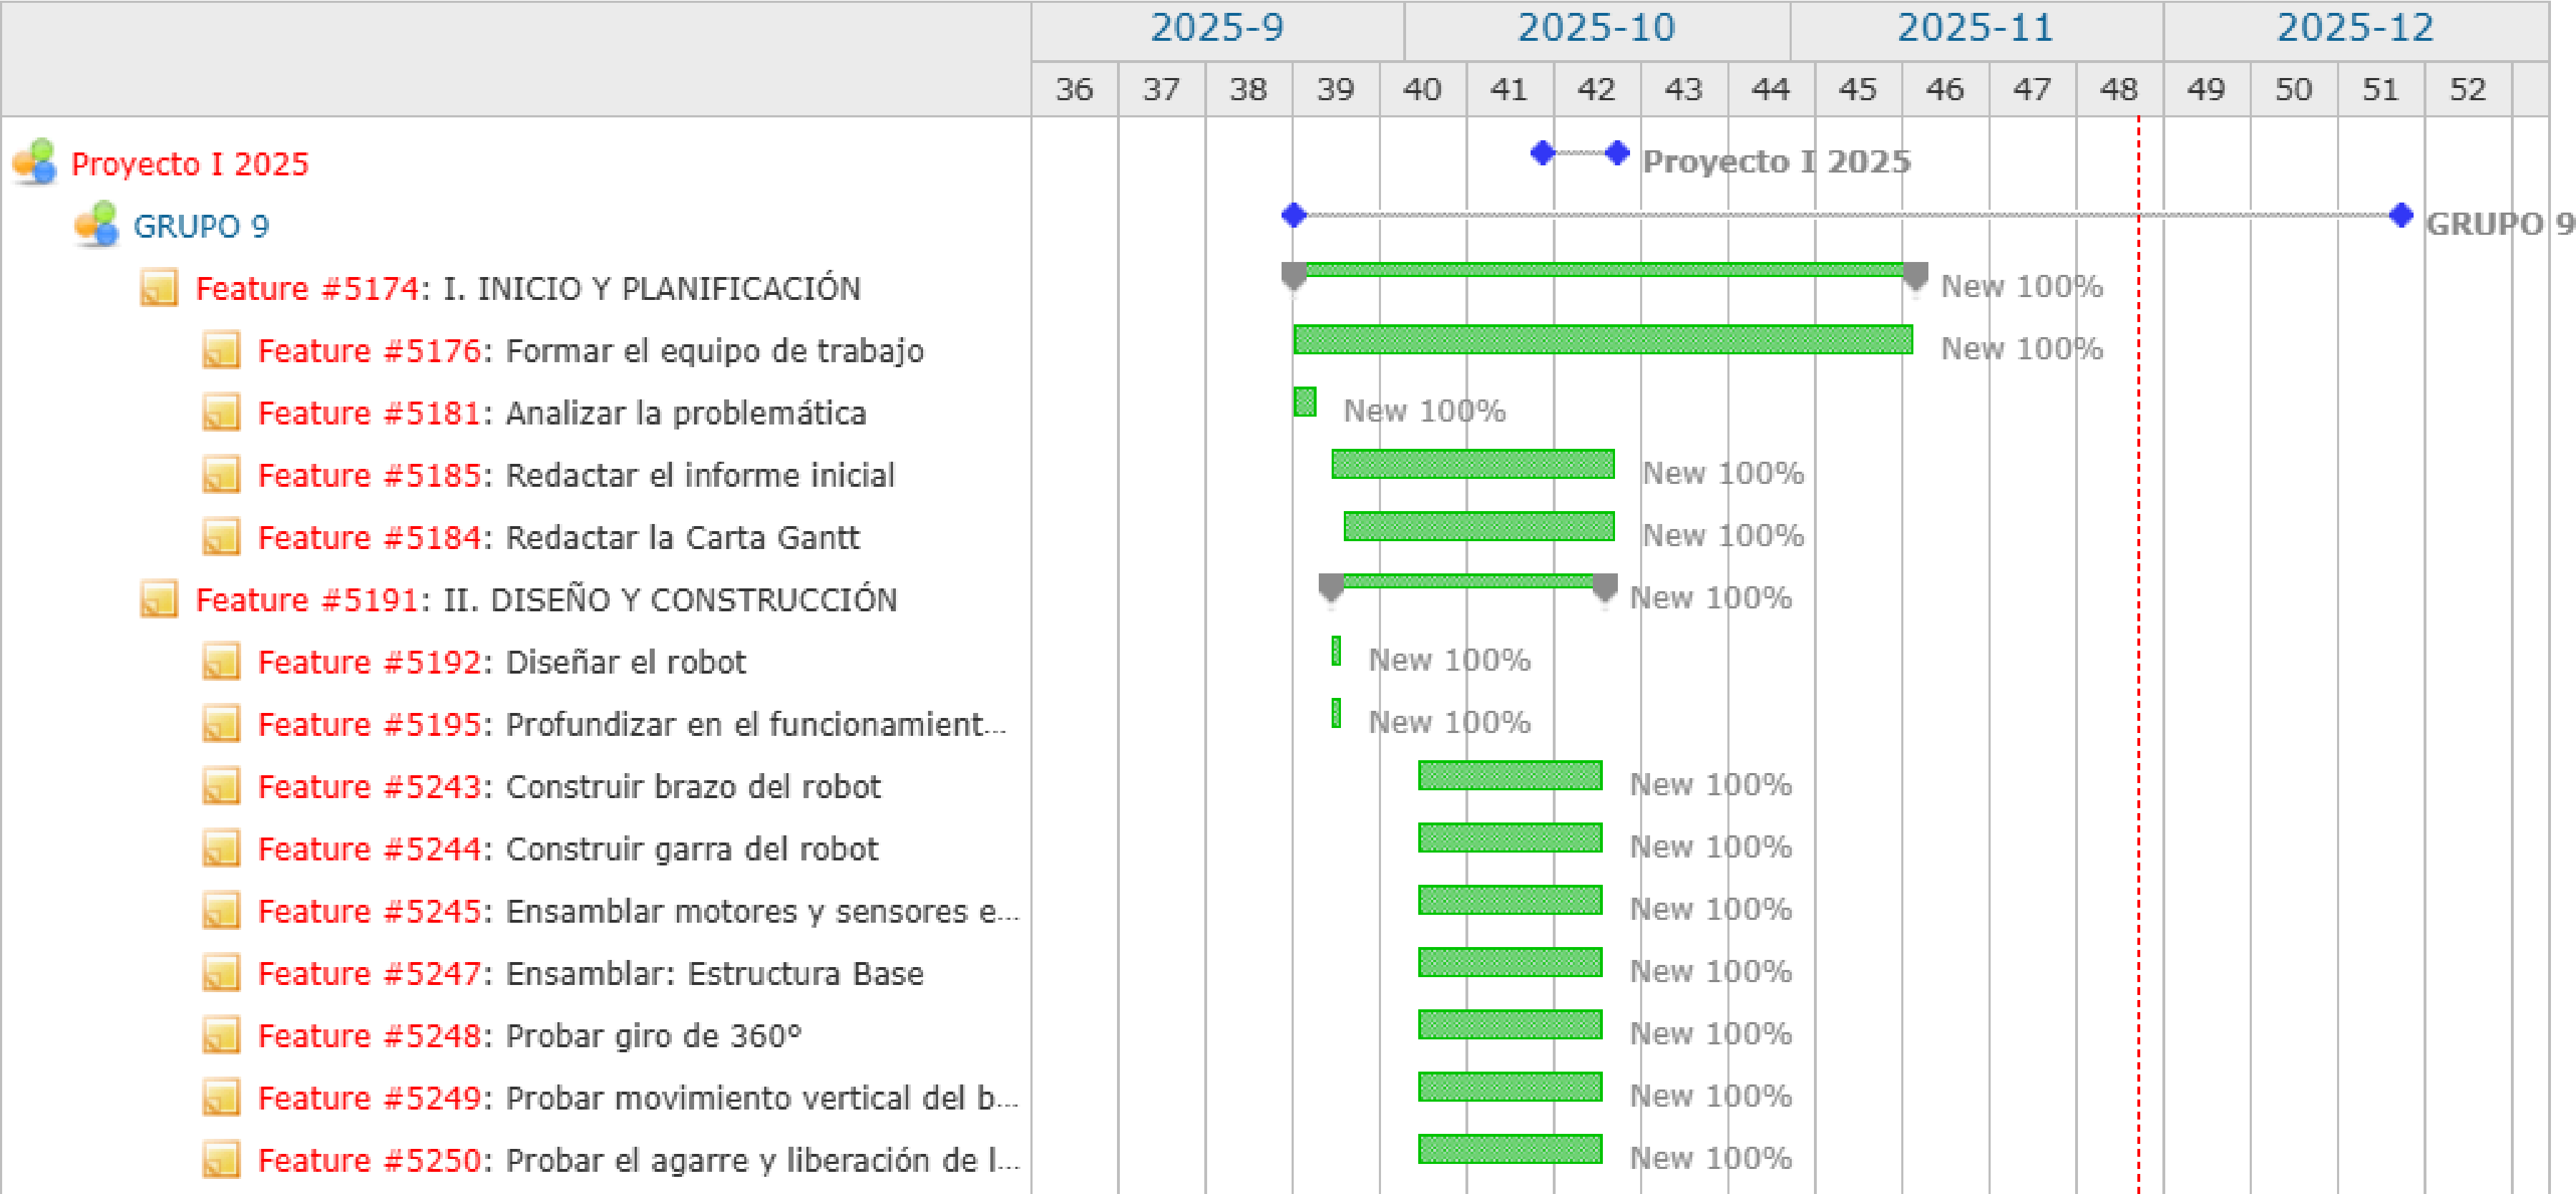 2025-9 2025-10 2025-11 2025-12
36 37 38 39 40 41 42 43 44 45 46 47 48 49 50 51 52
Proyecto I 2025 Proyecto I 2025
GRUPO 9 GRUPO 9
Feature #5174: I. INICIO Y PLANIFICACIÓN New 100%
Feature #5176: Formar el equipo de trabajo New 100%
Feature #5181: Analizar la problemática New 100%
Feature #5185: Redactar el informe inicial New 100%
Feature #5184: Redactar la Carta Gantt New 100%
Feature #5191: II. DISEÑO Y CONSTRUCCIÓN New 100%
Feature #5192: Diseñar el robot New 100%
Feature #5195: Profundizar en el funcionamient... New 100%
Feature #5243: Construir brazo del robot New 100%
Feature #5244: Construir garra del robot New 100%
Feature #5245: Ensamblar motores y sensores e... New 100%
Feature #5247: Ensamblar: Estructura Base New 100%
Feature #5248: Probar giro de 360º New 100%
Feature #5249: Probar movimiento vertical del b... New 100%
Feature #5250: Probar el agarre y liberación de l... New 100%